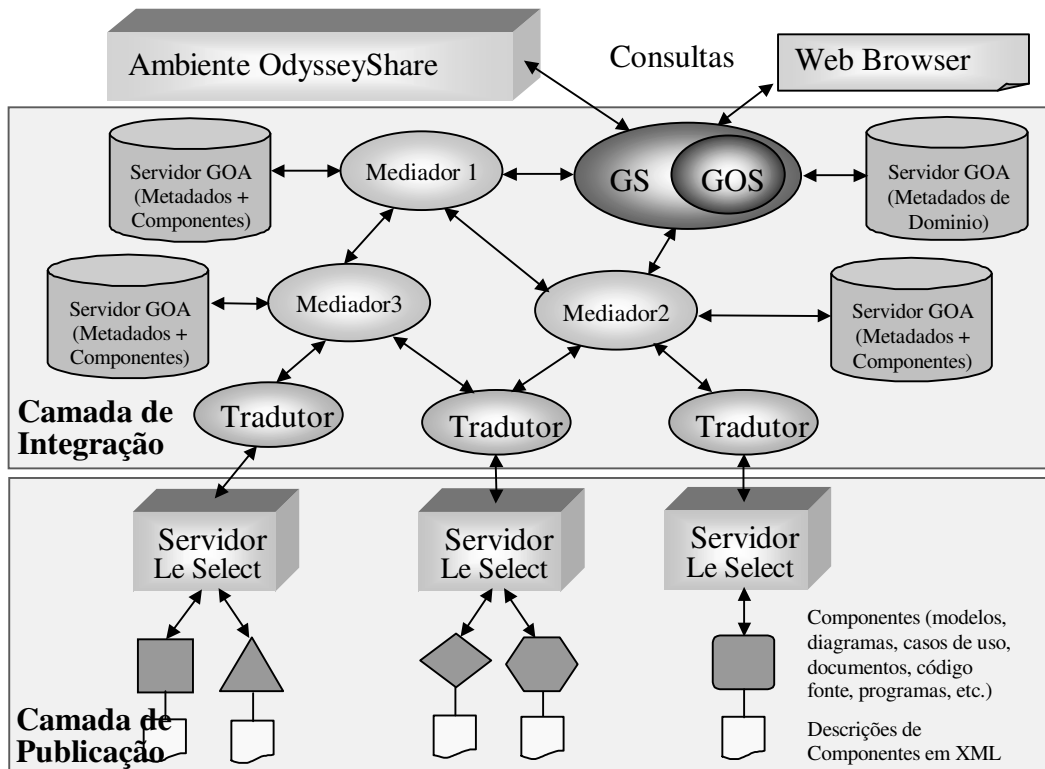 Ambiente OdysseyShare
Consultas
Web Browser
Servidor GOA
(Metadados +
Componentes)
Mediador 1
GS
GOS
Servidor GOA
(Metadados de
Dominio)
Servidor GOA
(Metadados +
Componentes)
Mediador3
Mediador2
Servidor GOA
(Metadados +
Componentes)
Camada de
Integração
Tradutor
Tradutor
Tradutor
Servidor
Le Select
Servidor
Le Select
Servidor
Le Select
Componentes (modelos,
diagramas, casos de uso,
documentos, código
fonte, programas, etc.)
Camada de
Publicação
Descrições de
Componentes em XML